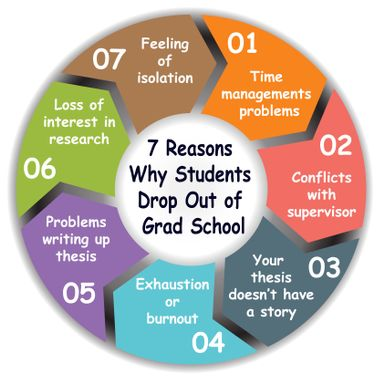 7 Reasons
Why Students
Drop Out of
Grad School
01
Time
managements
problems
02
Conflicts
with
supervisor
03
Your
thesis
doesn't have
a story
Exhaustion
or
burnout
04
Problems
writing up
thesis
05
Loss of
interest in
research
06
07
Feeling
of
isolation